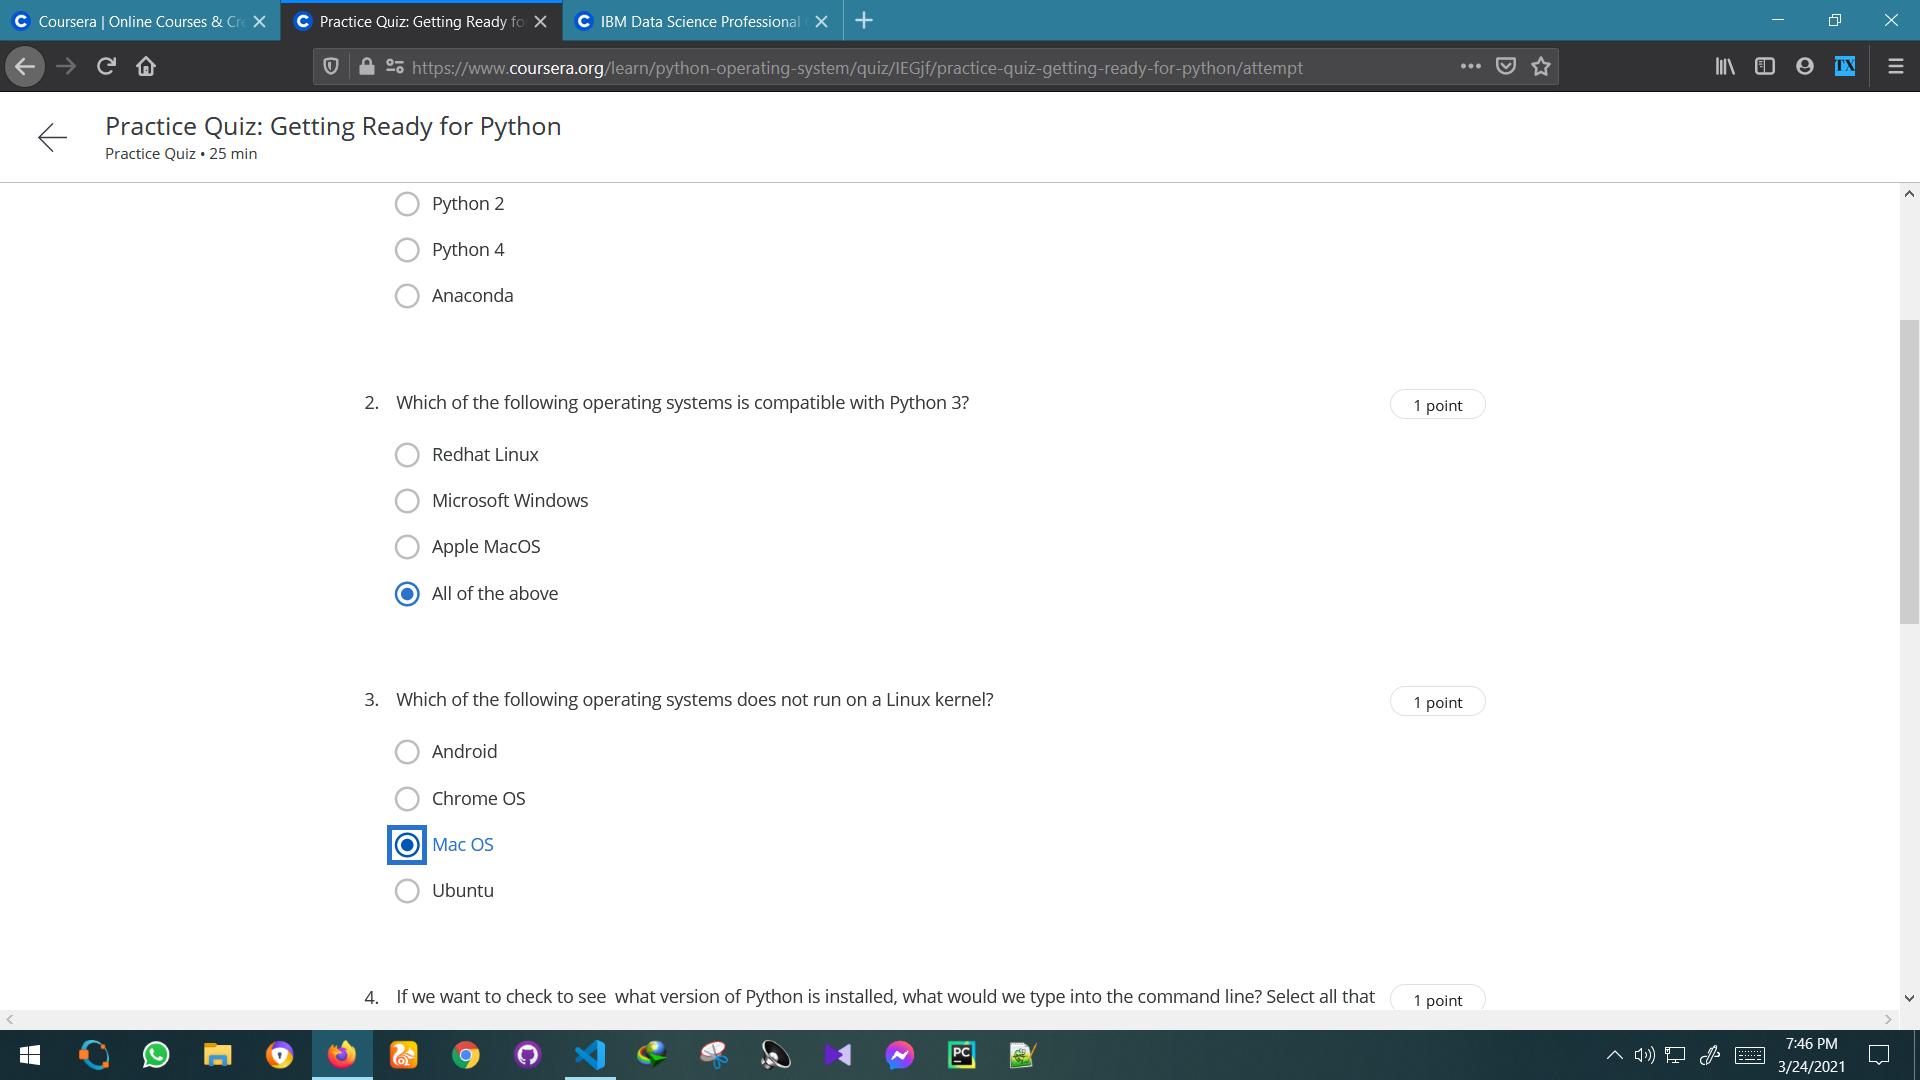 Coursera | Online Courses & Cre
Practice Quiz: Getting Ready fo
IBM Data Science Professional
https://www.coursera.org/learn/python-operating-system/quiz/IEGjf/practice-quiz-getting-ready-for-python/attempt
TX
Practice Quiz: Getting Ready for Python
Practice Quiz • 25 min
Python 2
Python 4
Anaconda
2. Which of the following operating systems is compatible with Python 3?
1 point
Redhat Linux
Microsoft Windows
Apple MacOS
All of the above
3. Which of the following operating systems does not run on a Linux kernel?
1 point
Android
Chrome OS
Mac OS
Ubuntu
4. If we want to check to see what version of Python is installed, what would we type into the command line? Select all that
1 point
PC
7:46 PM
3/24/2021